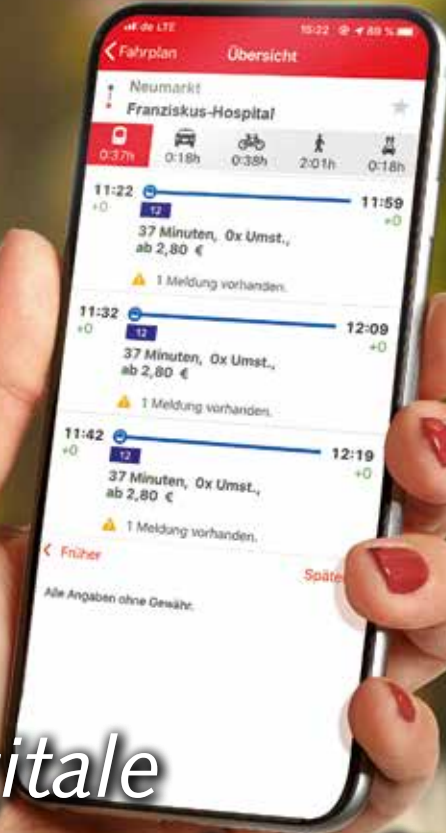 de LTE 15:22 89 %
Fahrplan Übersicht
Neumarkt
Franziskus-Hospital
0:37h 0:18h 0:38h 2:01h 0:18h
11:22 11:59
+0 12 +0
37 Minuten, 0x Umst.,
ab 2,80 €
1 Meldung vorhanden.
11:32 12:09
+0 12 +0
37 Minuten, 0x Umst.,
ab 2,80 €
1 Meldung vorhanden.
11:42 12:19
+0 12 +0
37 Minuten, 0x Umst.,
ab 2,80 €
1 Meldung vorhanden.
Früher
Alle Angaben ohne Gewähr.